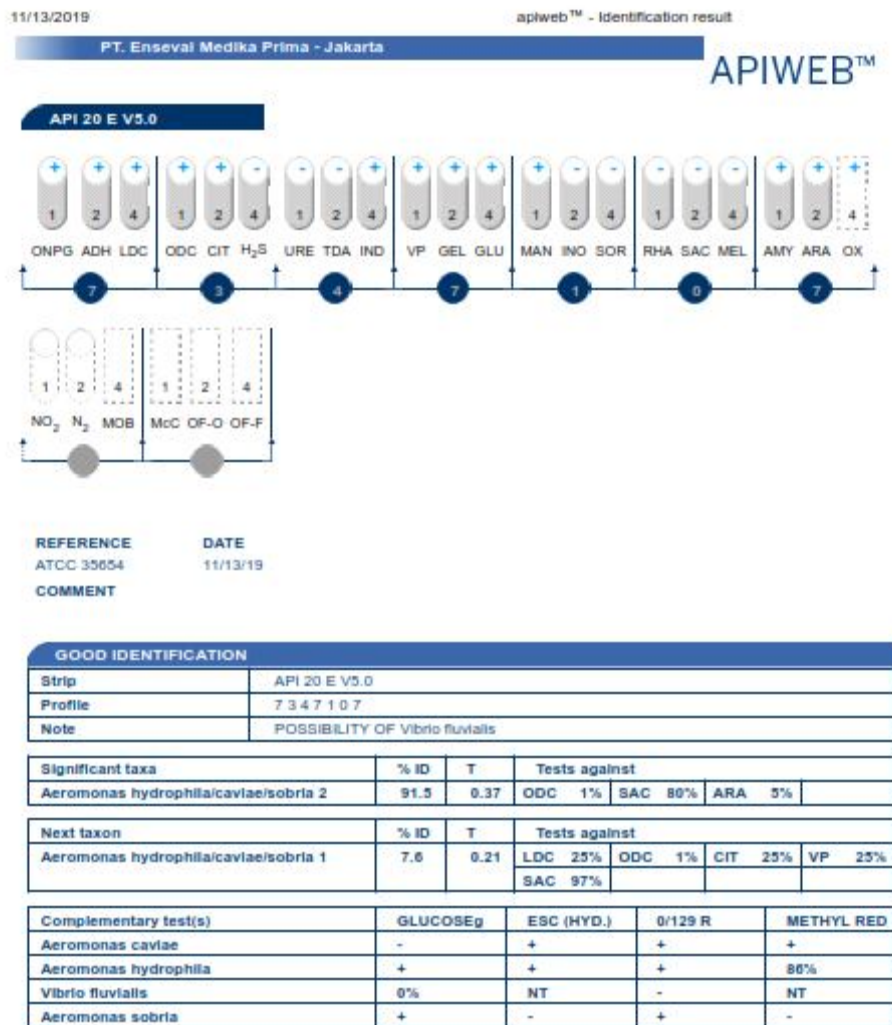 11/13/2019 apiweb™ - Identification result
PT. Enseval Medika Prima - Jakarta
APIWEB™
API 20 E V5.0
+ + + + + - - - + + + + + - - - - - + + +
1 2 4 1 2 4 1 2 4 1 2 4 1 2 4 1 2 4 1 2 4
ONPG ADH LDC ODC CIT H₂S URE TDA IND VP GEL GLU MAN INO SOR RHA SAC MEL AMY ARA OX
7 3 4 7 1 0 7
1 2 4 1 2 4
NO₂ N₂ MOB McC OF-O OF-F
REFERENCE DATE
ATCC 35654 11/13/19
COMMENT
GOOD IDENTIFICATION
Strip API 20 E V5.0
Profile 7 3 4 7 1 0 7
Note POSSIBILITY OF Vibrio fluvialis
Significant taxa % ID T Tests against
Aeromonas hydrophila/caviae/sobria 2 91.5 0.37 ODC 1% SAC 80% ARA 5%
Next taxon % ID T Tests against
Aeromonas hydrophila/caviae/sobria 1 7.6 0.21 LDC 25% ODC 1% CIT 25% VP 25%
SAC 97%
Complementary test(s) GLUCOSEg ESC (HYD.) 0/129 R METHYL RED
Aeromonas caviae - + + +
Aeromonas hydrophila + + + 86%
Vibrio fluvialis 0% NT - NT
Aeromonas sobria + - + -